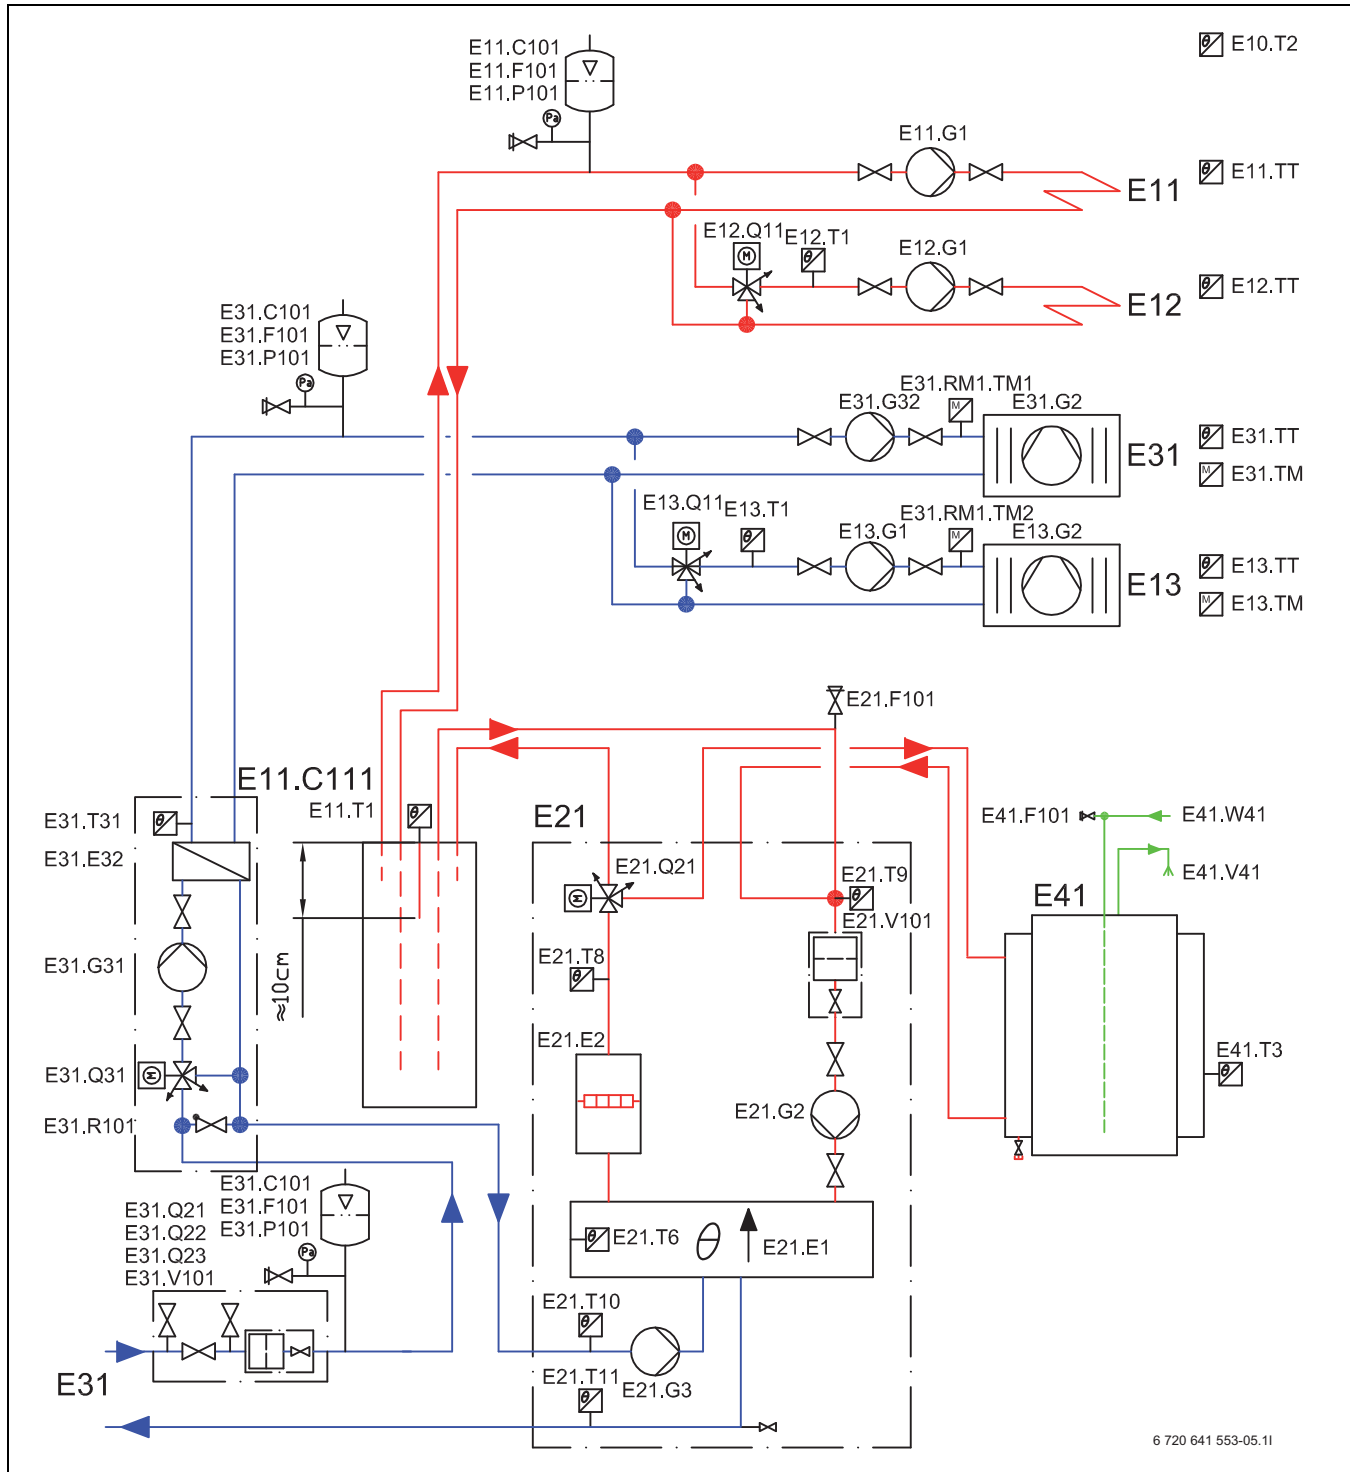 E11.C101
E11.F101
E11.P101
Pa
E10.T2
E11.G1
E11
E11.TT
E12.Q11
E12.T1
E12.G1
M
E12
E12.TT
E31.C101
E31.F101
E31.P101
Pa
E31.RM1.TM1
E31.G32
E31.G2
M
E31
E31.TT
M
E31.TM
E13.Q11
E13.T1
E31.RM1.TM2
E13.G1
E13.G2
M
M
E13
E13.TT
M
E13.TM
E21.F101
E11.C111
E11.T1
E21
E31.T31
E31.E32
E41.F101
E41.W41
E41.V41
E21.Q21
M
E21.T9
E21.V101
E41
E31.G31
≈10cm
E21.T8
E21.E2
E31.Q31
M
E41.T3
E31.R101
E21.G2
E31.C101
E31.F101
E31.P101
Pa
E31.Q21
E31.Q22
E31.Q23
E31.V101
E21.T6
E21.E1
E21.T10
E21.T11
E21.G3
E31
6 720 641 553-05.1I